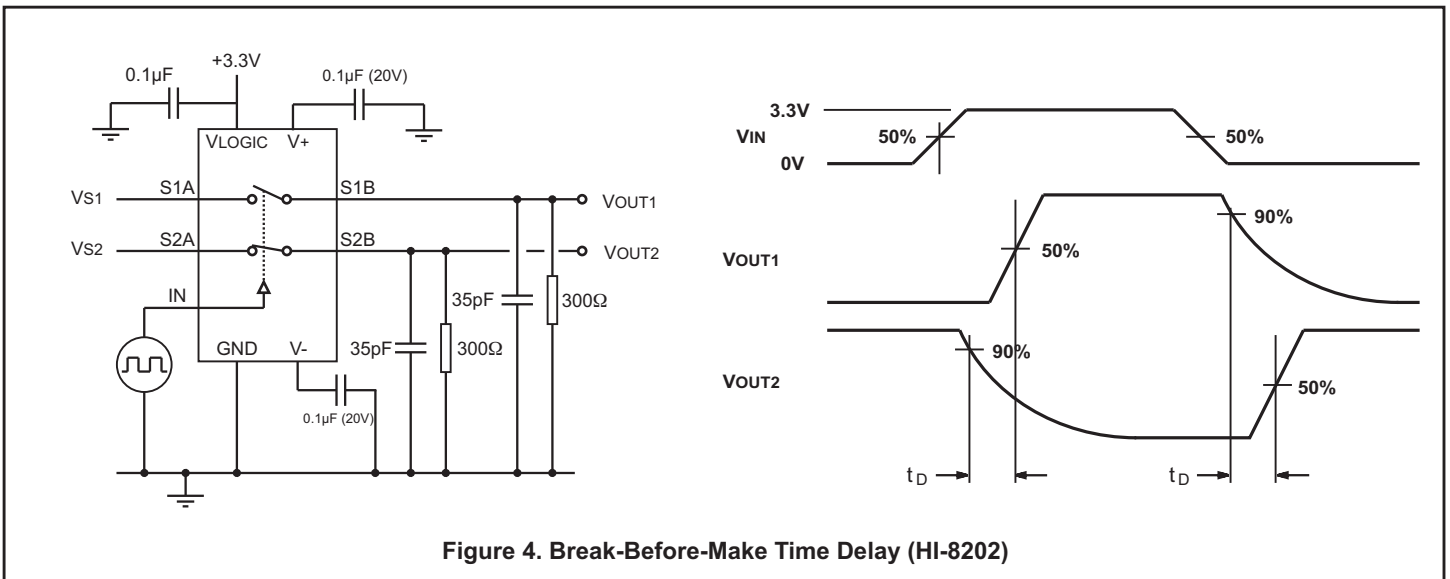 +3.3V
0.1µF
0.1µF (20V)
VLOGIC V+
VS1 S1A S1B VOUT1
VS2 S2A S2B VOUT2
IN
35pF 300Ω
GND V-
35pF 300Ω
0.1µF (20V)
3.3V
VIN 50% 50%
0V
90%
VOUT1 50%
90%
VOUT2 50%
tD tD
Figure 4. Break-Before-Make Time Delay (HI-8202)